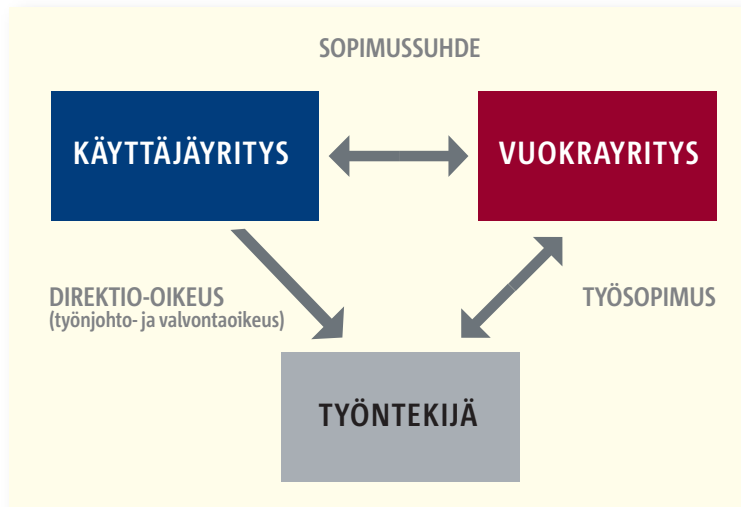 SOPIMUSSUHDE
KÄYTTÄJÄYRITYS
VUOKRAYRITYS
DIREKTIO-OIKEUS
(työnjohto- ja valvontaoikeus)
TYÖSOPIMUS
TYÖNTEKIJÄ